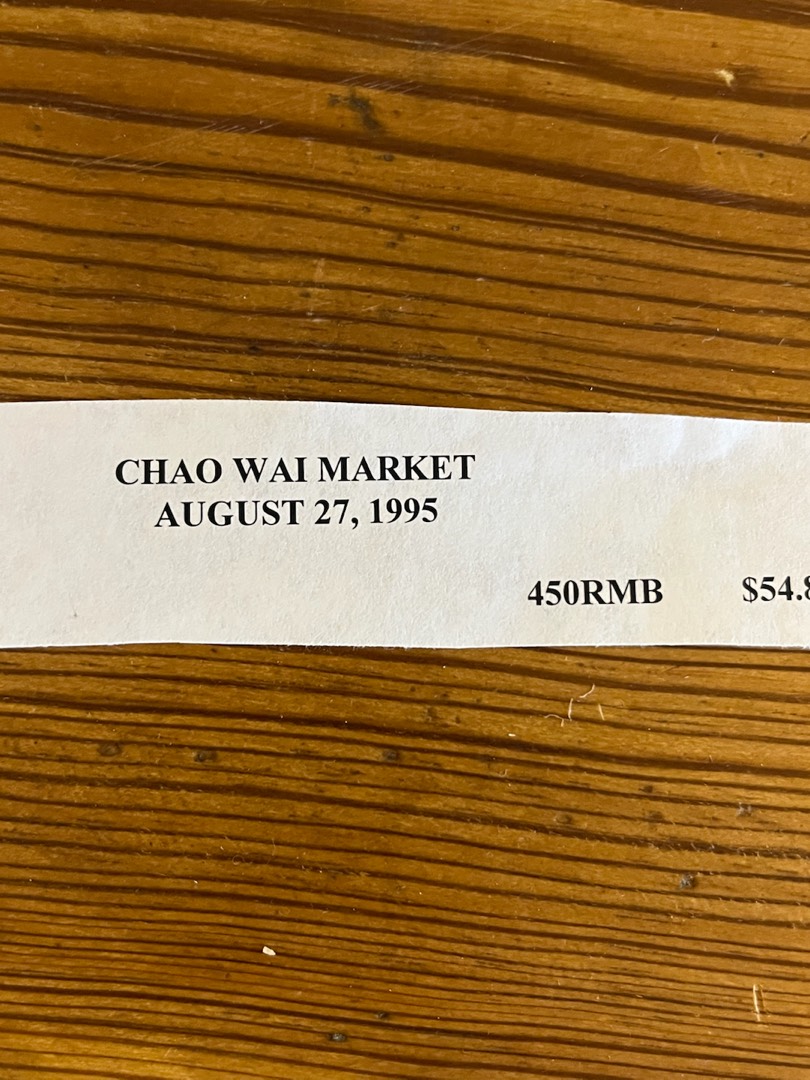 CHAO WAI MARKET
AUGUST 27, 1995
450RMB $54.8